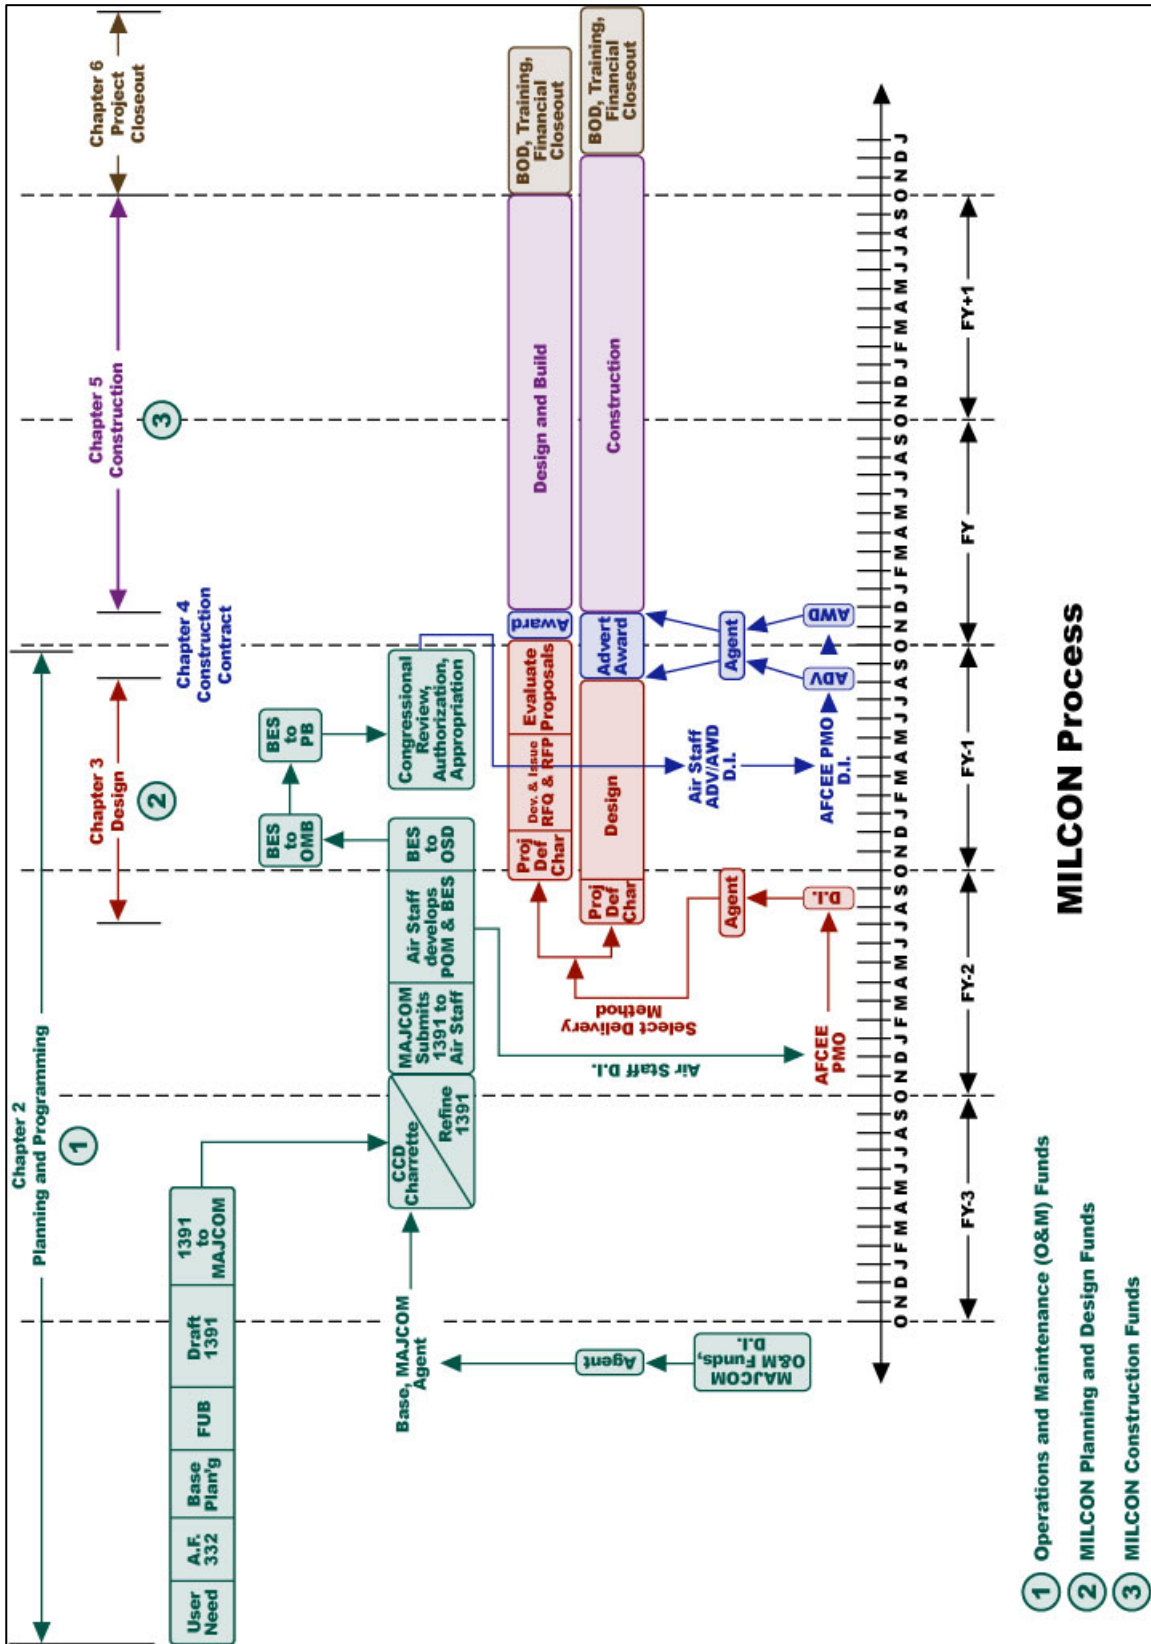 Chapter 2
Planning and Programming
1
Chapter 3
Design
2
Chapter 4
Construction
Contract
Chapter 5
Construction
3
Chapter 6
Project
Closeout
User
Need
A.F.
332
Base
Plan'g
FUB
Draft
1391
1391
to
MAJCOM
BES
to
OMB
BES
to
PB
Base, MAJCOM
Agent
CCD
Charrette
Refine
1391
MAJCOM
Submits
1391 to
Air Staff
Air Staff
develops
POM & BES
BES
to
OSD
Congressional
Review,
Authorization,
Appropriation
Proj
Def
Char
Dev. & Issue
RFQ & RFP
Evaluate
Proposals
Award
Design and Build
BOD, Training,
Financial
Closeout
Proj
Def
Char
Design
Advert
Award
Construction
BOD, Training,
Financial
Closeout
Select Delivery
Method
Air Staff D.I.
Agent
MAJCOM
O&M Funds,
D.I.
Air Staff
ADV/AWD
D.I.
Agent
Agent
AFCEE
PMO
D.I.
AFCEE PMO
D.I.
ADV
AWD
O N D J F M A M J J A S O N D J F M A M J J A S O N D J F M A M J J A S O N D J F M A M J J A S O N D J F M A M J J A S O N D J
FY-3
FY-2
FY-1
FY
FY+1
MILCON Process
1 Operations and Maintenance (O&M) Funds
2 MILCON Planning and Design Funds
3 MILCON Construction Funds